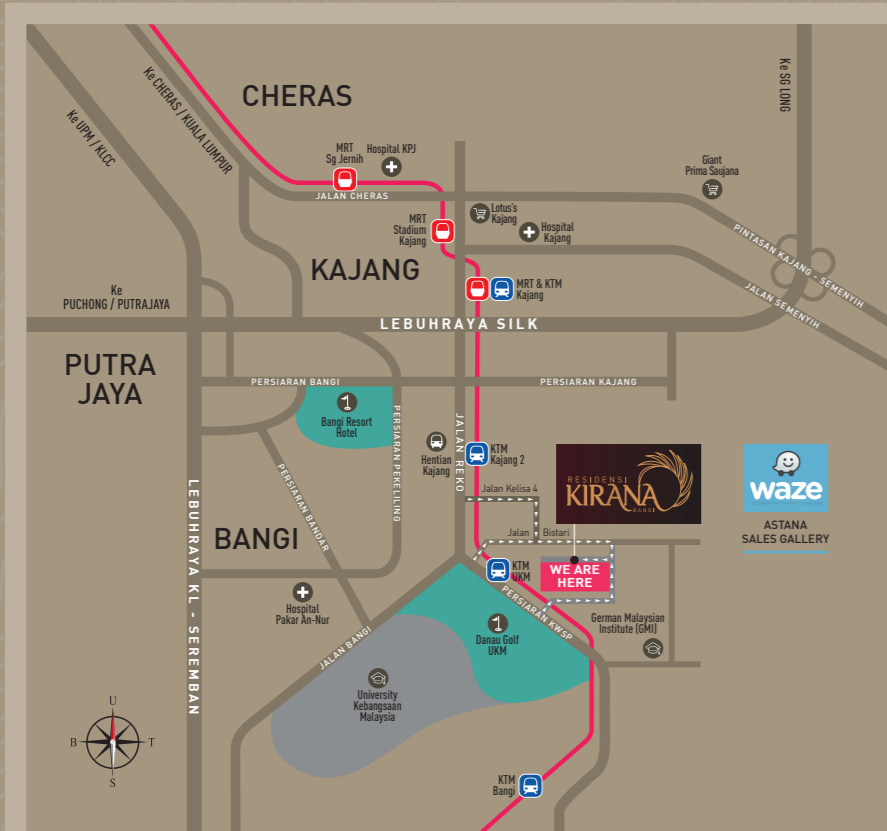 CHERAS
Ke CHERAS / KUALA LUMPUR
Ke UPM / KLCC
Ke SG LONG
MRT
Sg Jernih
Hospital KPJ
JALAN CHERAS
Giant
Prima Saujana
MRT
Stadium
Kajang
Lotus's
Kajang
Hospital
Kajang
PINTASAN KAJANG - SEMENYIH
JALAN SEMENYIH
KAJANG
MRT & KTM
Kajang
Ke
PUCHONG / PUTRAJAYA
LEBUHRAYA SILK
PUTRA
JAYA
PERSIARAN BANGI
PERSIARAN KAJANG
Bangi Resort
Hotel
PERSIARAN PEKELILING
JALAN REKO
Hentian
Kajang
KTM
Kajang 2
RESIDENSI
KIRANA
BANGI
waze
ASTANA
SALES GALLERY
PERSIARAN BANDAR
LEBUHRAYA KL - SEREMBAN
Jalan Kelisa 4
Jalan Bistari
BANGI
KTM
UKM
WE ARE
HERE
Hospital
Pakar An-Nur
PERSIARAN KWSP
JALAN BANGI
Danau Golf
UKM
German Malaysian
Institute (GMI)
University
Kebangsaan
Malaysia
U
B
T
S
KTM
Bangi